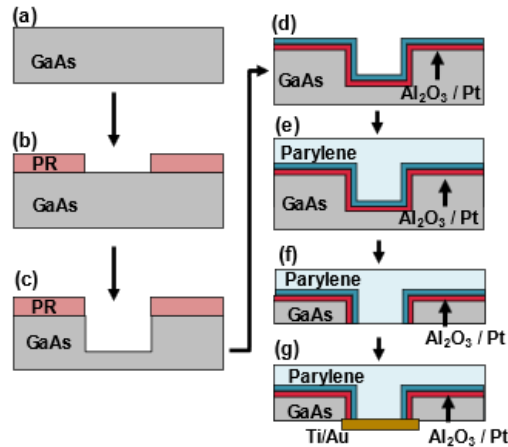 (a)
GaAs
(b)
PR
GaAs
(c)
GaAs
(d)
GaAs
Al₂O₃ / Pt
(e)
Parylene
GaAs
Al₂O₃ / Pt
(f)
Parylene
GaAs
Al₂O₃ / Pt
(g)
Parylene
GaAs
Ti/Au
Al₂O₃ / Pt